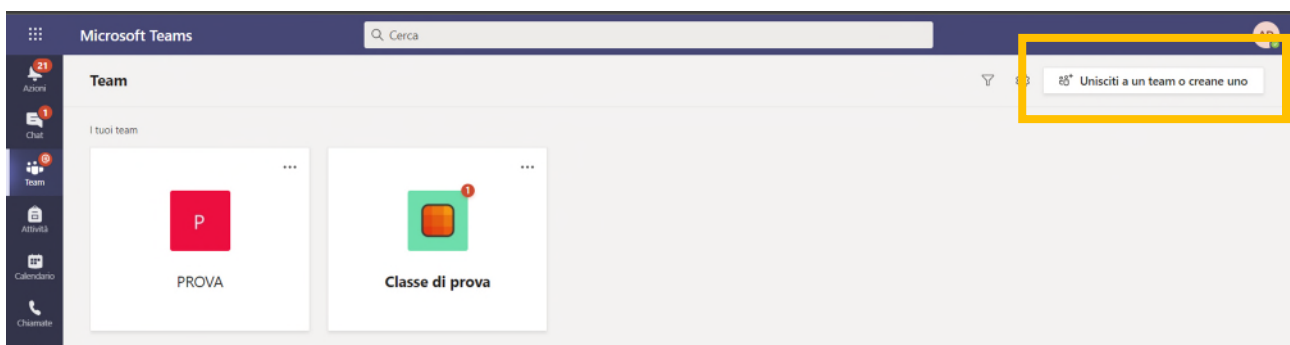 Microsoft Teams
Cerca
21
Azioni
Team
Unisciti a un team o creane uno
1
Chat
I tuoi team
@
Team
...
...
1
P
Attività
PROVA
Classe di prova
Calendario
Chiamate